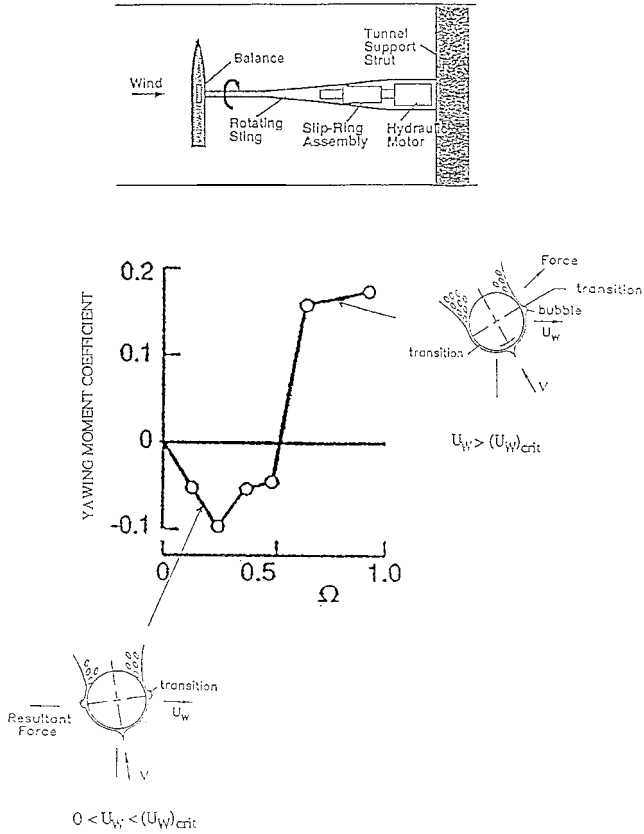 Tunnel
Support
Strut
Balance
Wind
Rotating
Sting
Slip-Ring
Assembly
Hydraulic
Motor
YAWING MOMENT COEFFICIENT
0.2
0.1
0
-0.1
0
0.5
1.0
Ω
Force
transition
bubble
U_W
transition
V
U_W > (U_W)_crit
transition
U_W
Resultant
Force
V
0 < U_W < (U_W)_crit